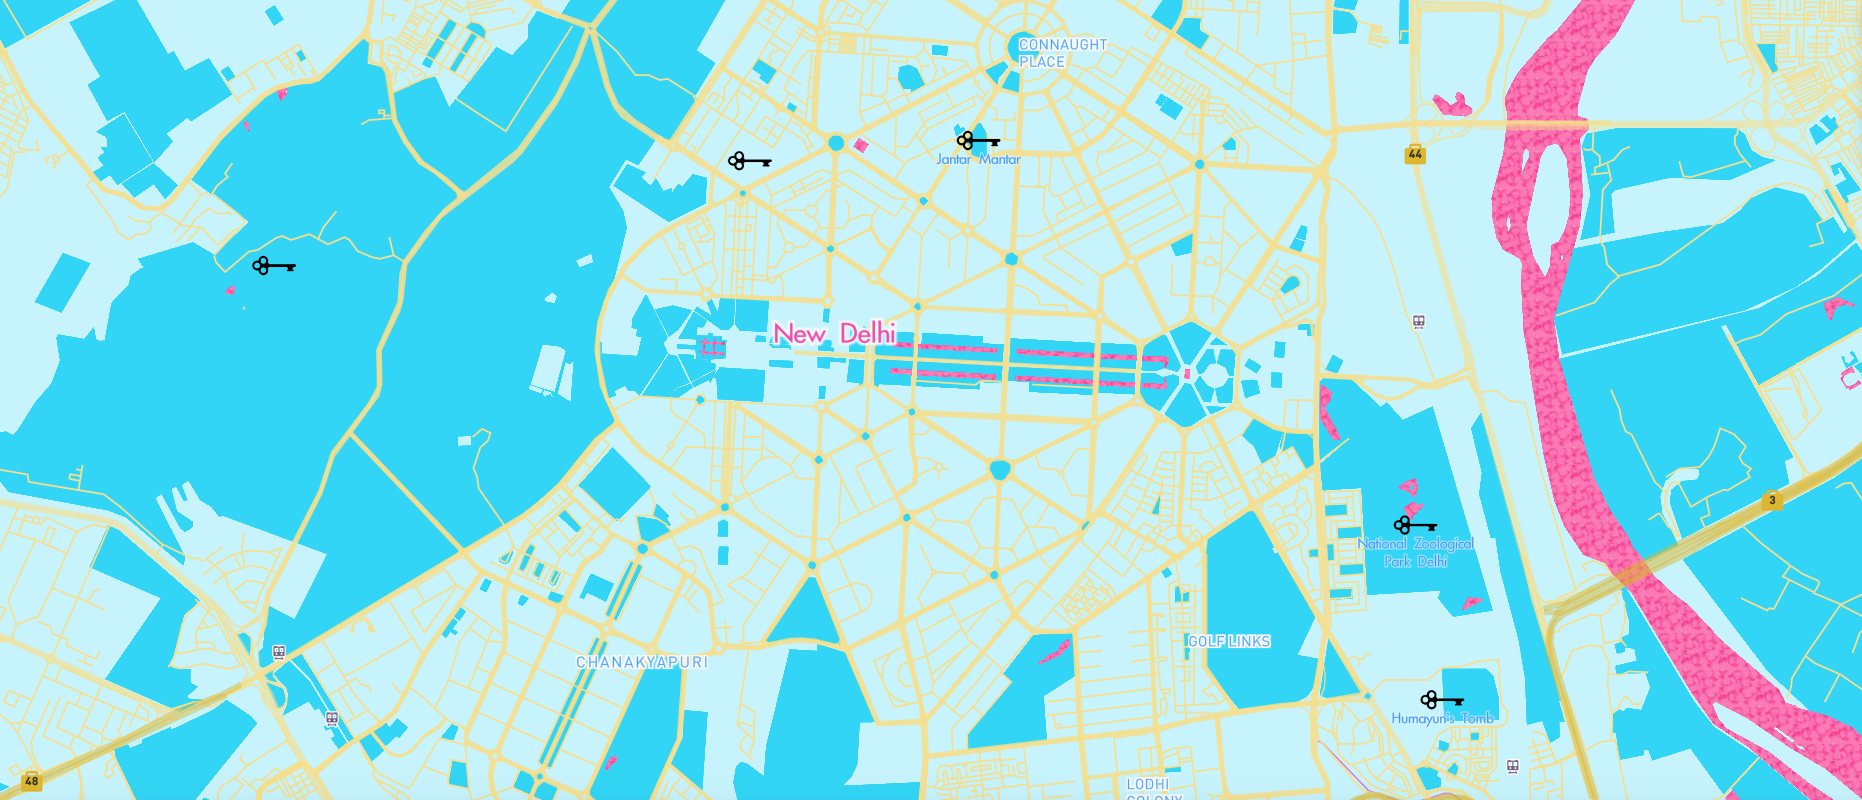 CONNAUGHT
PLACE
44
Jantar Mantar
New Delhi
3
National Zoological
Park Delhi
GOLF LINKS
CHANAKYAPURI
Humayun's Tomb
48
LODHI
COLONY